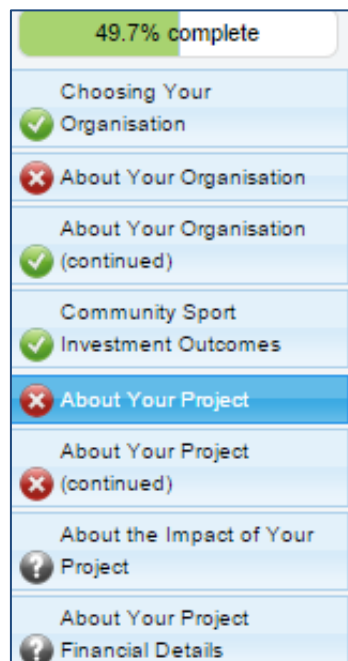 49.7% complete
Choosing Your
Organisation
About Your Organisation
About Your Organisation
(continued)
Community Sport
Investment Outcomes
About Your Project
About Your Project
(continued)
About the Impact of Your
Project
About Your Project
Financial Details